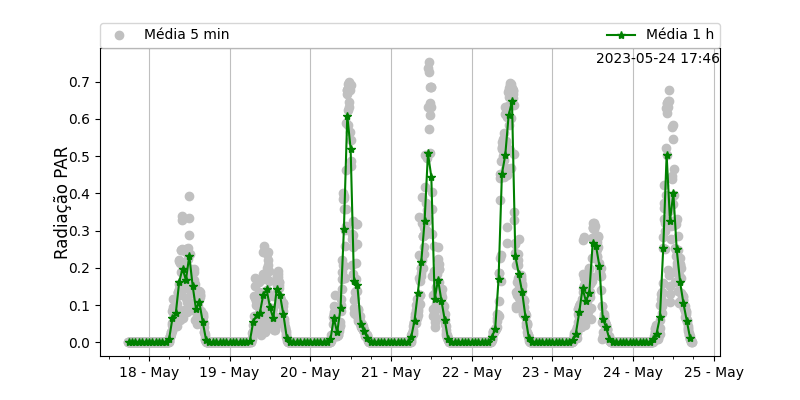 Média 5 min
Média 1 h
2023-05-24 17:46
Radiação PAR
0.7
0.6
0.5
0.4
0.3
0.2
0.1
0.0
18 - May
19 - May
20 - May
21 - May
22 - May
23 - May
24 - May
25 - May